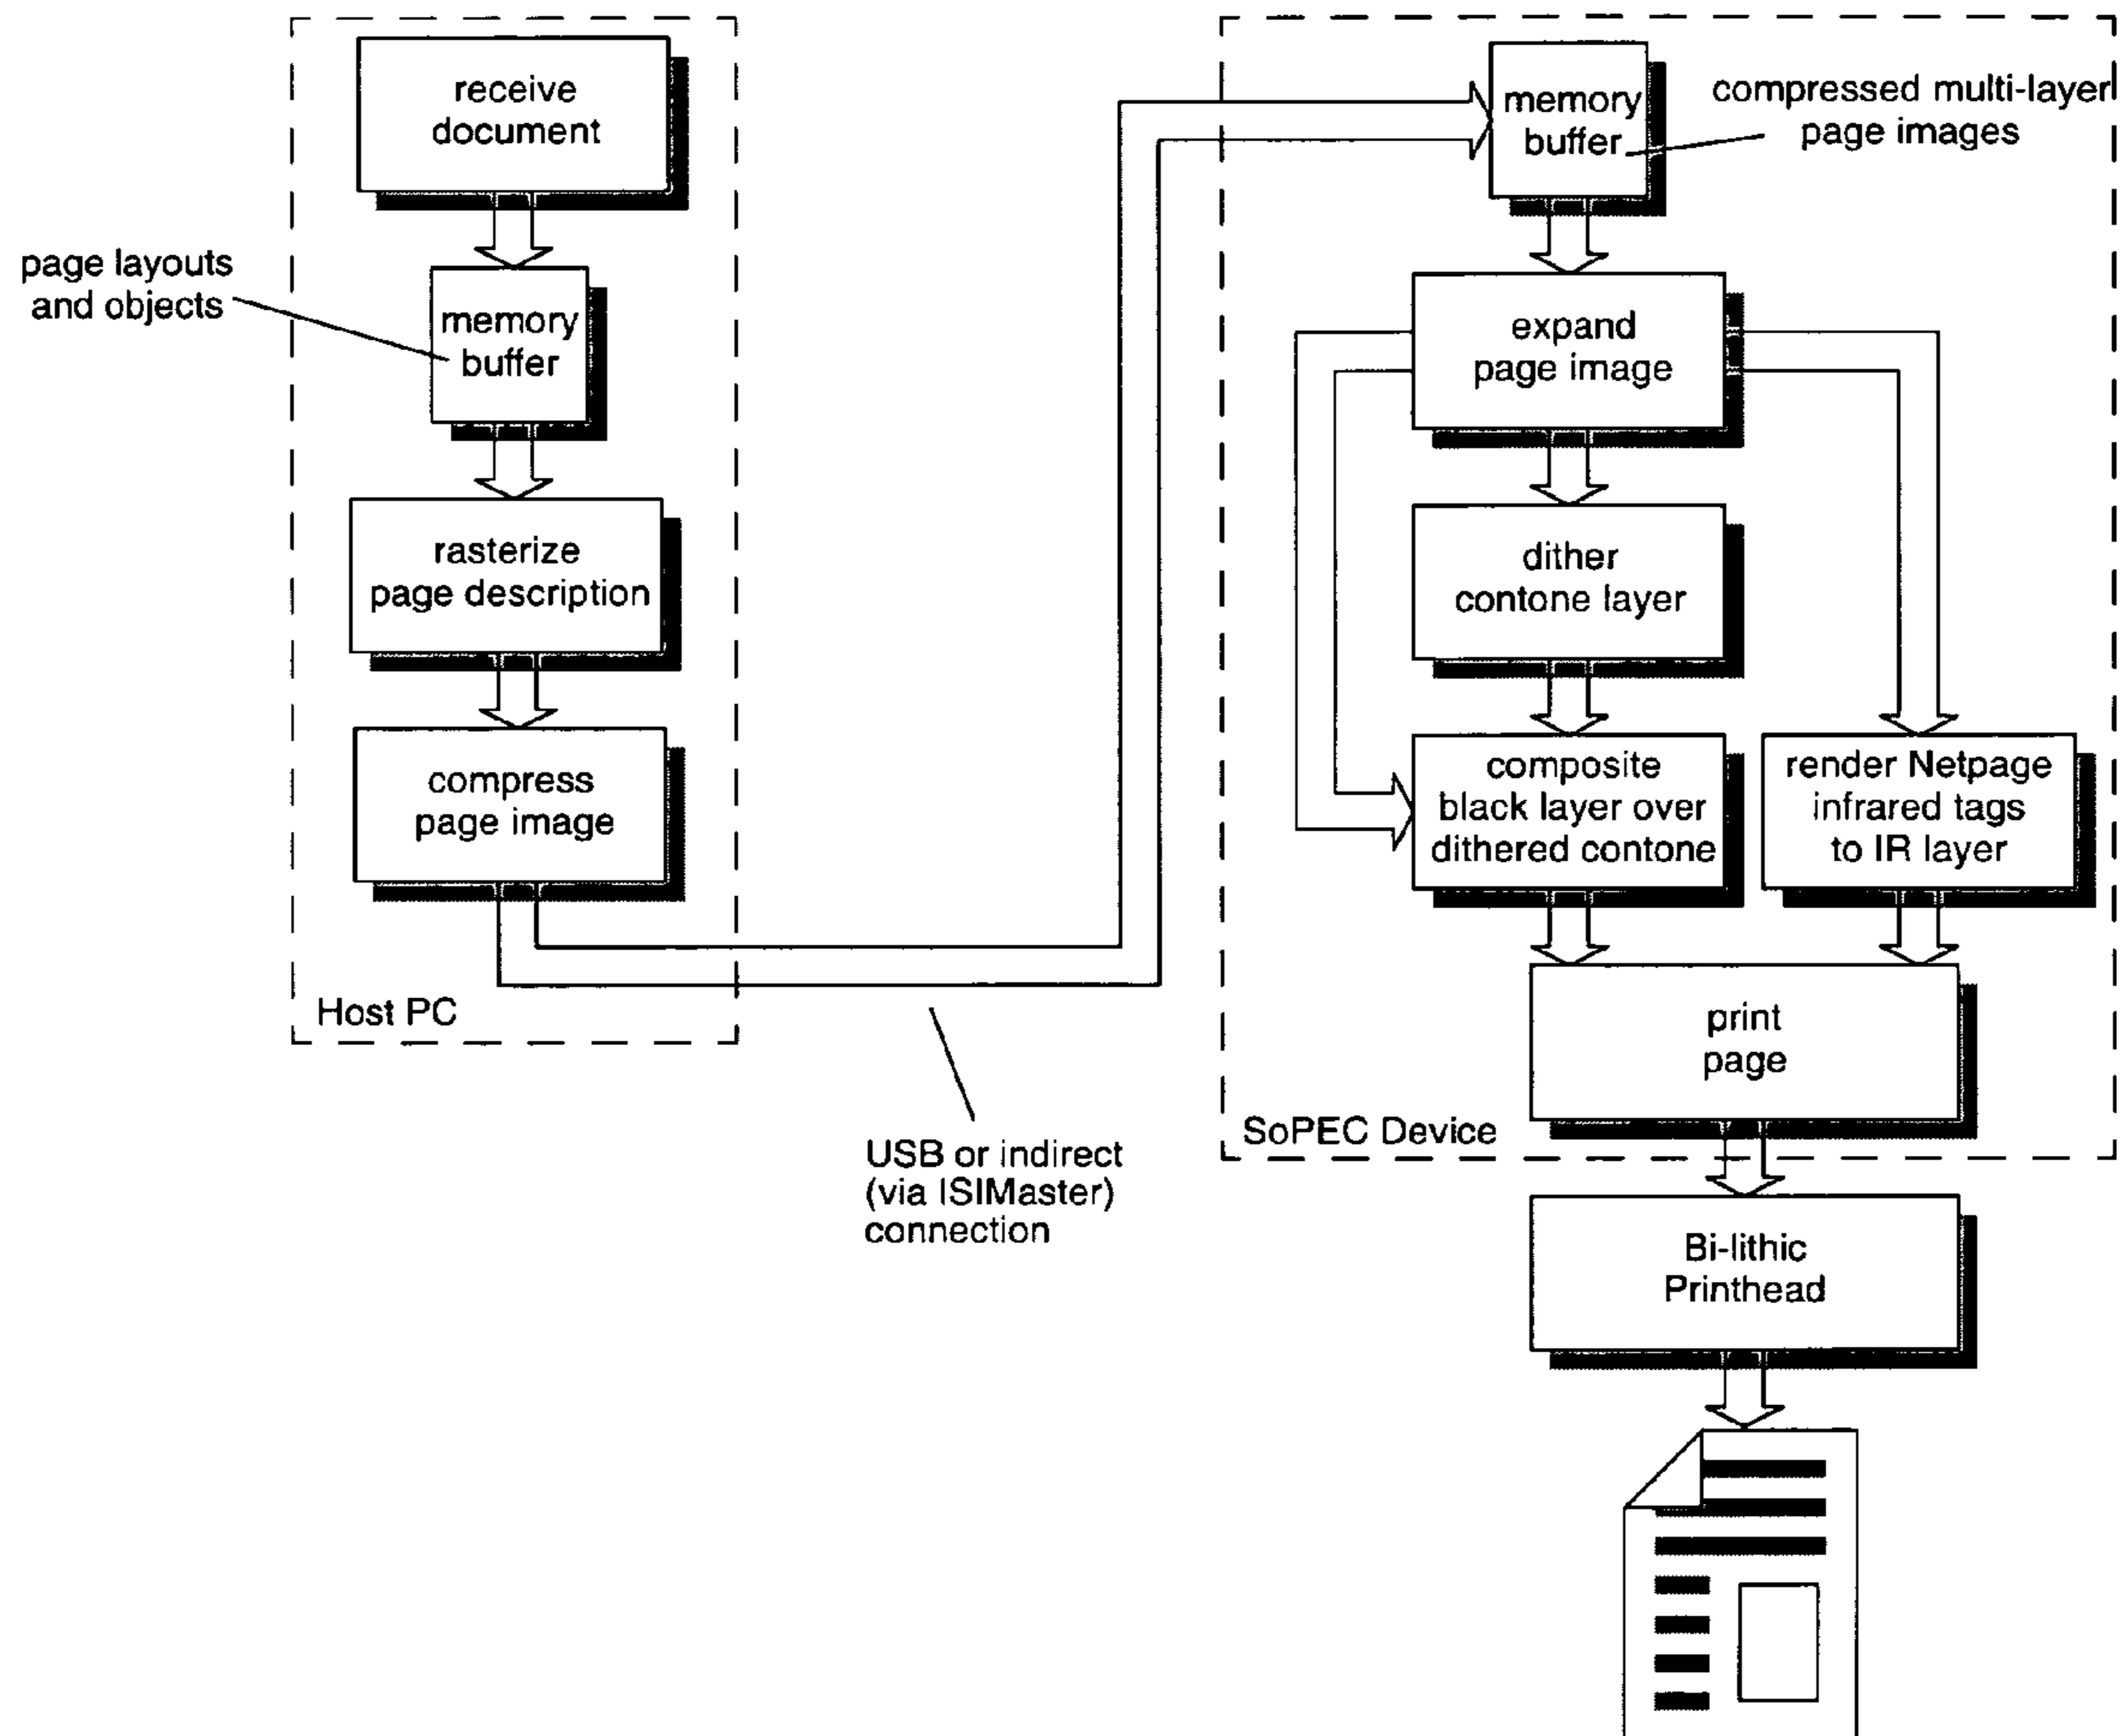 receive
document
page layouts
and objects
memory
buffer
rasterize
page description
compress
page image
Host PC
USB or indirect
(via ISIMaster)
connection
memory
buffer
compressed multi-layer
page images
expand
page image
dither
contone layer
composite
black layer over
dithered contone
render Netpage
infrared tags
to IR layer
print
page
SoPEC Device
Bi-lithic
Printhead